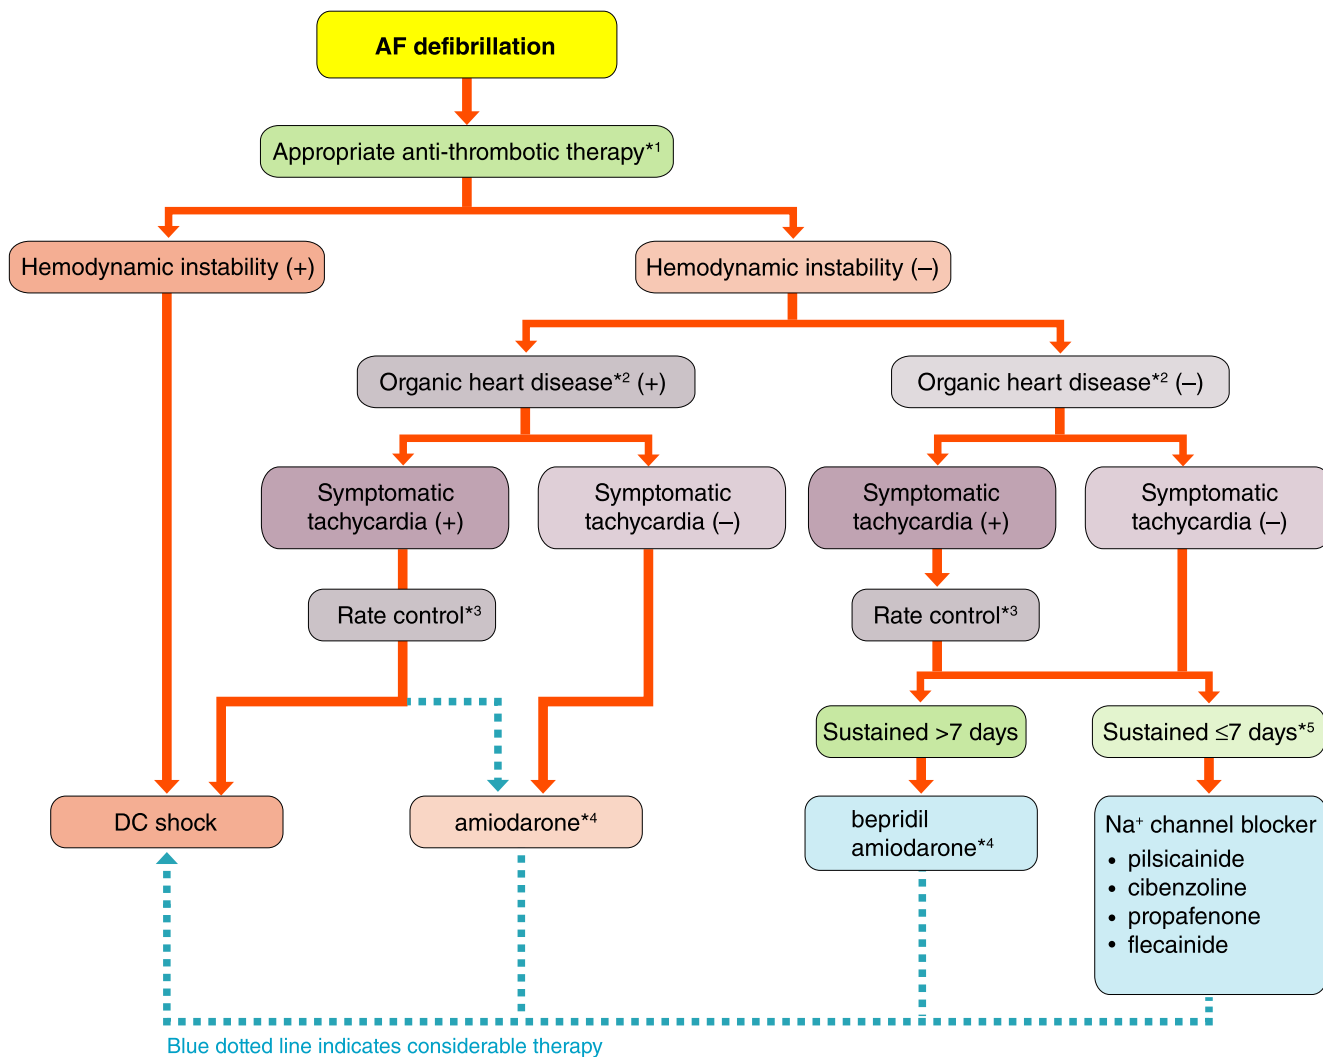 AF defibrillation
Appropriate anti-thrombotic therapy*1
Hemodynamic instability (+)
Hemodynamic instability (–)
Organic heart disease*2 (+)
Organic heart disease*2 (–)
Symptomatic
tachycardia (+)
Symptomatic
tachycardia (–)
Symptomatic
tachycardia (+)
Symptomatic
tachycardia (–)
Rate control*3
Rate control*3
Sustained >7 days
Sustained ≤7 days*5
DC shock
amiodarone*4
bepridil
amiodarone*4
Na+ channel blocker
• pilsicainide
• cibenzoline
• propafenone
• flecainide
Blue dotted line indicates considerable therapy